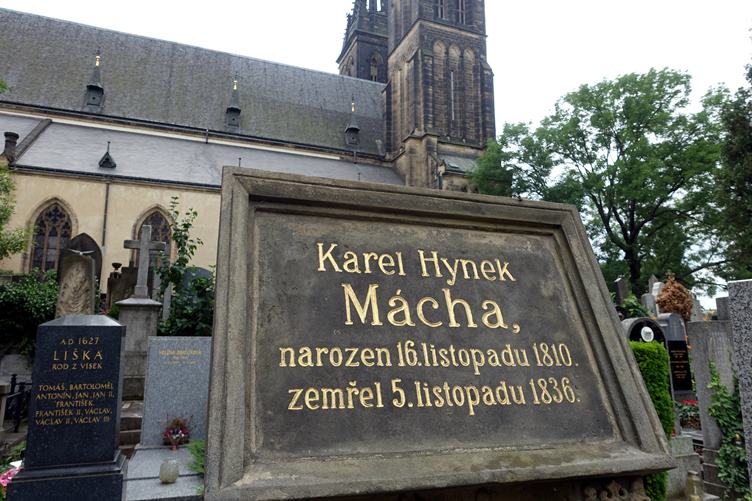 Karel Hynek
Mácha,
narozen 16.listopadu 1810.
zemřel 5.listopadu 1836.
AD 1627
LIŠKA
ROD Z VÍSEK
TOMÁŠ, BARTOLOMĚJ,
ANTONÍN, JAN, JAN II
FRANTIŠEK,
FRANTIŠEK II, VÁCLAV,
VÁCLAV II, VÁCLAV III